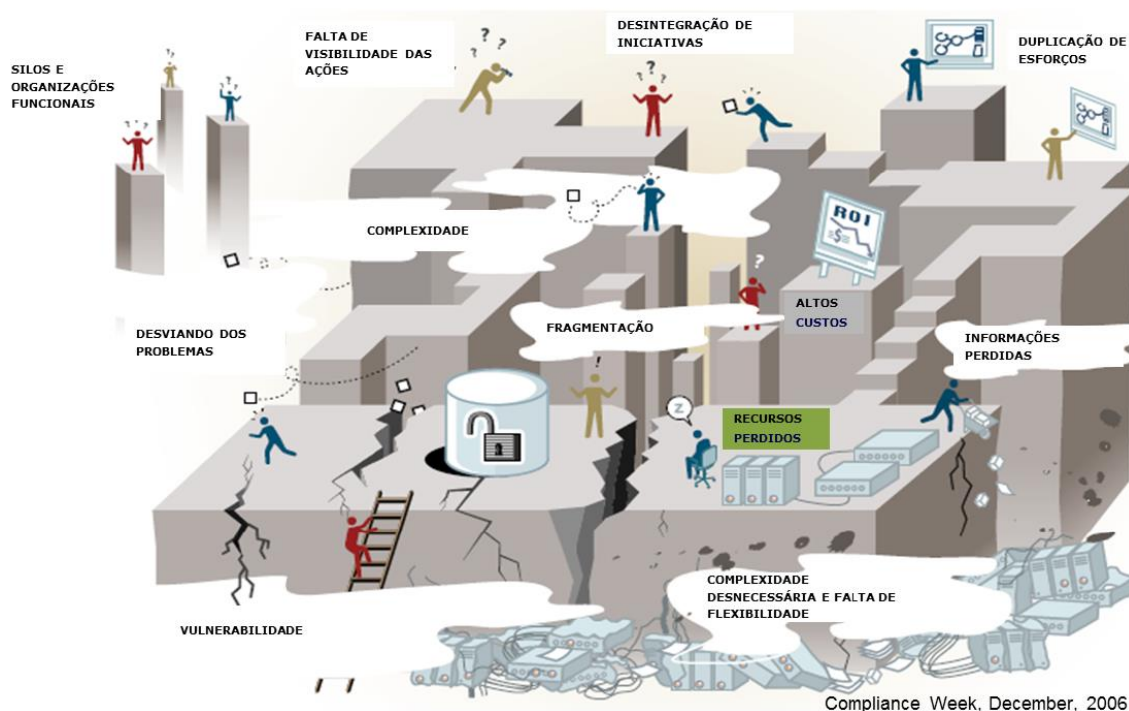 SILOS E
ORGANIZAÇÕES
FUNCIONAIS
FALTA DE
VISIBILIDADE DAS
AÇÕES
DESINTEGRAÇÃO DE
INICIATIVAS
DUPLICAÇÃO DE
ESFORÇOS
? ? ?
? ? ?
? ? ?
? ? ?
? ? ?
COMPLEXIDADE
ROI
$
?
DESVIANDO DOS
PROBLEMAS
FRAGMENTAÇÃO
ALTOS
CUSTOS
INFORMAÇÕES
PERDIDAS
!
Z
RECURSOS
PERDIDOS
VULNERABILIDADE
COMPLEXIDADE
DESNECESSÁRIA E FALTA DE
FLEXIBILIDADE
Compliance Week, December, 2006